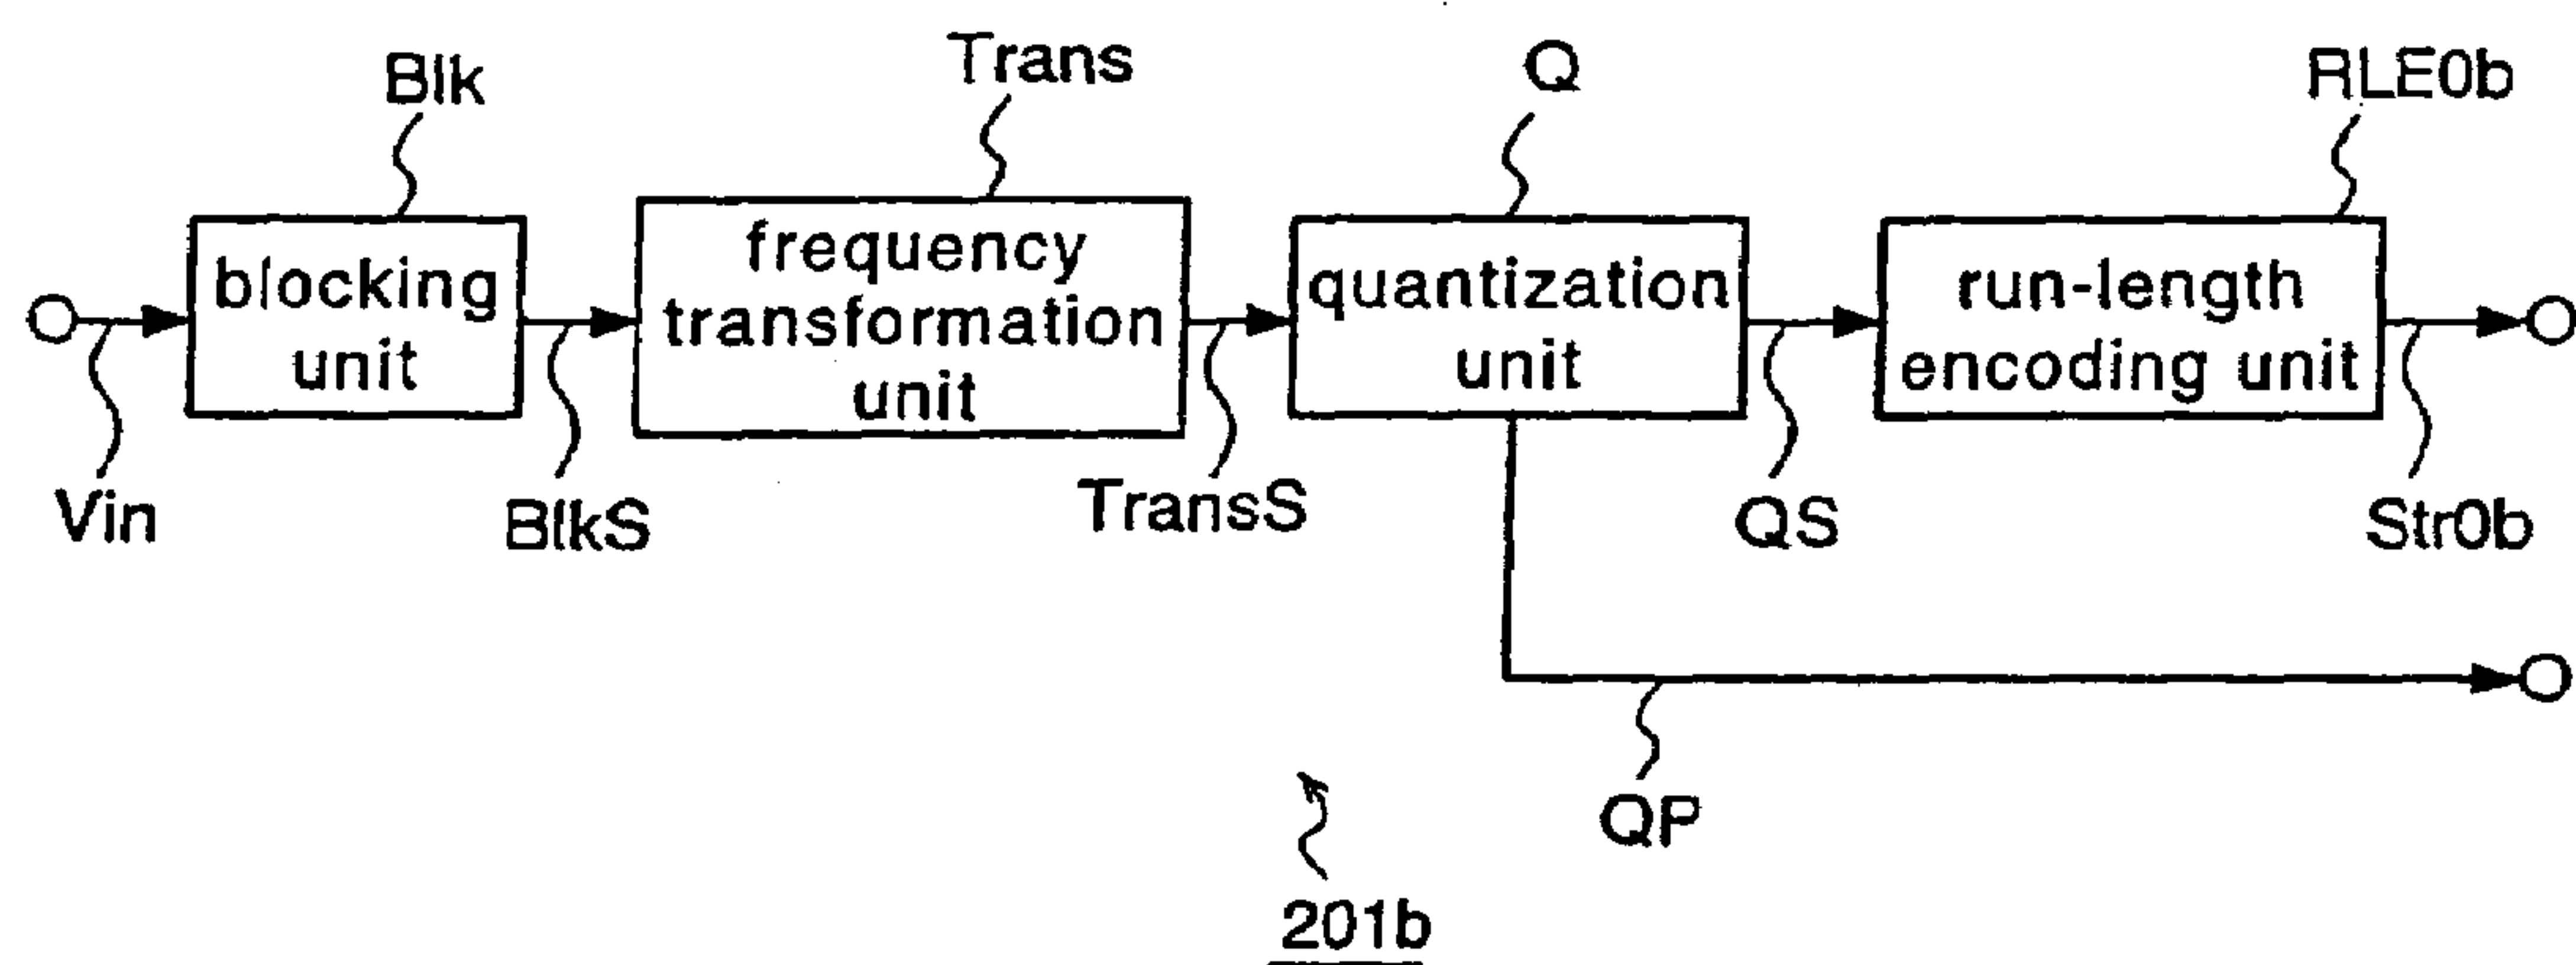 Blk
Trans
Q
RLE0b
blocking
unit
frequency
transformation
unit
quantization
unit
run-length
encoding unit
Vin
BlkS
TransS
QS
Str0b
QP
201b